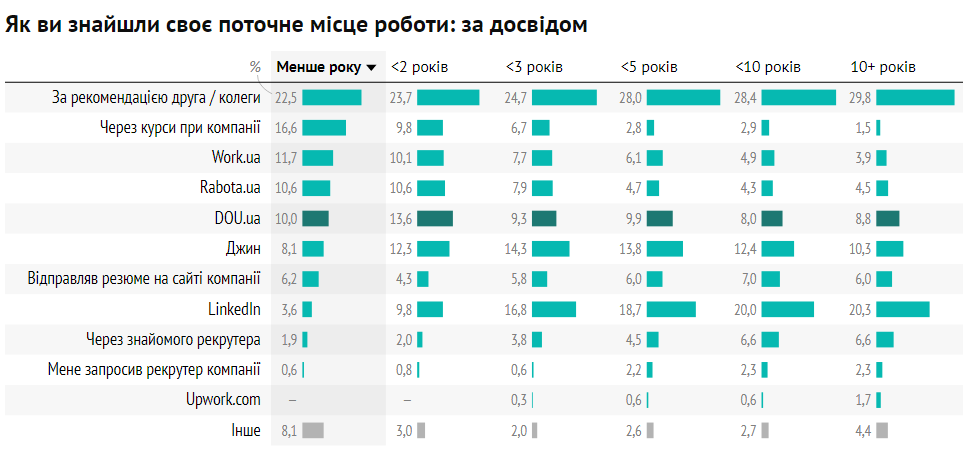 Як ви знайшли своє поточне місце роботи: за досвідом
% Менше року <2 років <3 років <5 років <10 років 10+ років
За рекомендацією друга / колеги 22,5 23,7 24,7 28,0 28,4 29,8
Через курси при компанії 16,6 9,8 6,7 2,8 2,9 1,5
Work.ua 11,7 10,1 7,7 6,1 4,9 3,9
Rabota.ua 10,6 10,6 7,9 4,7 4,3 4,5
DOU.ua 10,0 13,6 9,3 9,9 8,0 8,8
Джин 8,1 12,3 14,3 13,8 12,4 10,3
Відправляв резюме на сайті компанії 6,2 4,3 5,8 6,0 7,0 6,0
LinkedIn 3,6 9,8 16,8 18,7 20,0 20,3
Через знайомого рекрутера 1,9 2,0 3,8 4,5 6,6 6,6
Мене запросив рекрутер компанії 0,6 0,8 0,6 2,2 2,3 2,3
Upwork.com – – 0,3 0,6 0,6 1,7
Інше 8,1 3,0 2,0 2,6 2,7 4,4